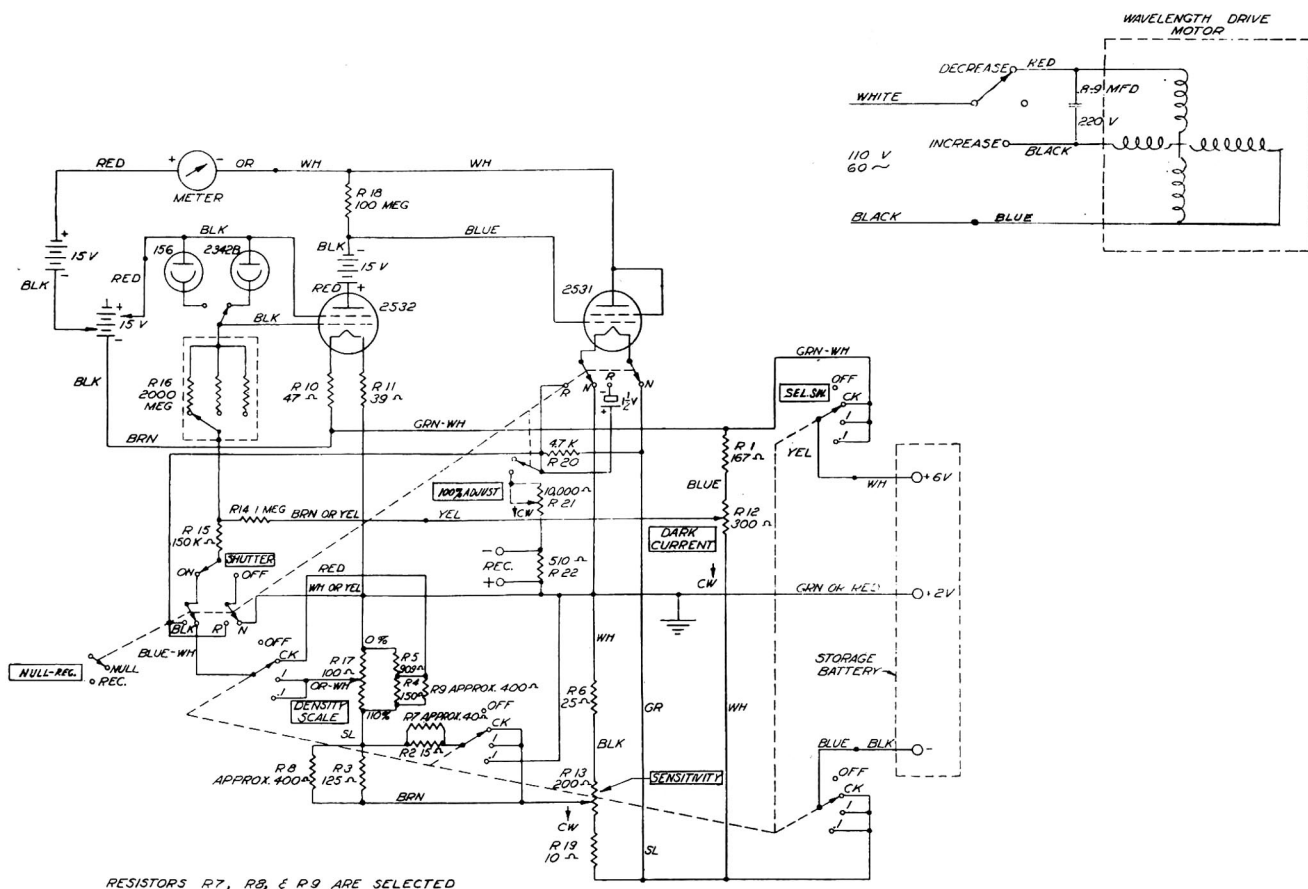 WAVELENGTH DRIVE
MOTOR
DECREASE
RED
WHITE
8-9 MFD
220 V
INCREASE
BLACK
110 V
60 ~
BLACK
BLUE
RED
+
-
OR
WH
WH
METER
R 18
100 MEG
BLK
BLUE
+
15 V
-
156
2342B
BLK
-
15 V
RED
RED
+
2532
2531
BLK
+
15 V
-
BLK
BLK
R 16
2000
MEG
R 10
47 Ω
R 11
39 Ω
R
N
R
N
-
1½ V
+
GRN-WH
OFF
SEL. SW.
CK
.1
.1
YEL
BRN
GRN-WH
4.7 K
R 20
R 1
167 Ω
WH
+6V
BLUE
100% ADJUST
10,000 Ω
R 21
CW
R14 1 MEG
BRN OR YEL
YEL
R 12
300 Ω
R 15
150 K Ω
DARK
CURRENT
SHUTTER
-
REC.
+
510 Ω
R 22
CW
ON
OFF
RED
WH OR YEL
GRN OR RED
+2V
BLK
R
N
BLUE-WH
OFF
CK
1
.1
0 %
WH
NULL-REG.
NULL
REC.
R 17
100 Ω
OR-WH
R 5
909 Ω
R 4
150 Ω
R9 APPROX. 400 Ω
STORAGE
BATTERY
DENSITY
SCALE
110%
R 6
25 Ω
GR
WH
OFF
SL
R7 APPROX. 40 Ω
CK
1
.1
R 2 15 Ω
BLK
BLUE
BLK
-
R 8
APPROX. 400 Ω
R 3
125 Ω
R 13
200 Ω
SENSITIVITY
OFF
CK
1
.1
BRN
CW
R 19
10 Ω
SL
RESISTORS R7, R8, & R9 ARE SELECTED